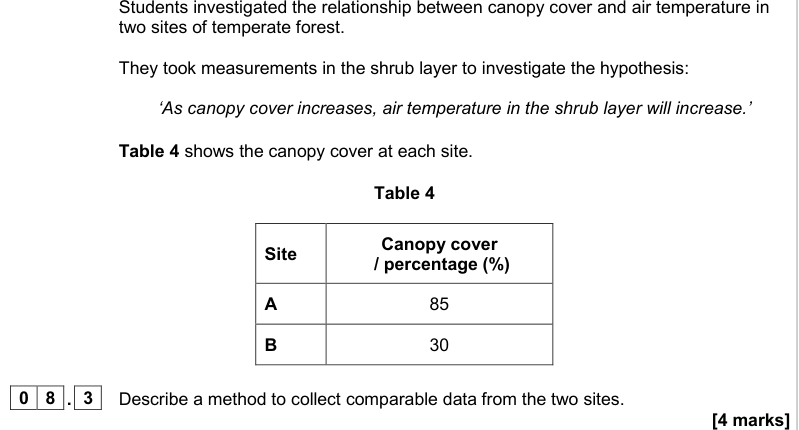 Students investigated the relationship between canopy cover and air temperature in
two sites of temperate forest.
They took measurements in the shrub layer to investigate the hypothesis:
‘As canopy cover increases, air temperature in the shrub layer will increase.’
Table 4 shows the canopy cover at each site.
Table 4
Site
Canopy cover
/ percentage (%)
A 85
B 30
0 8 . 3 Describe a method to collect comparable data from the two sites.
[4 marks]